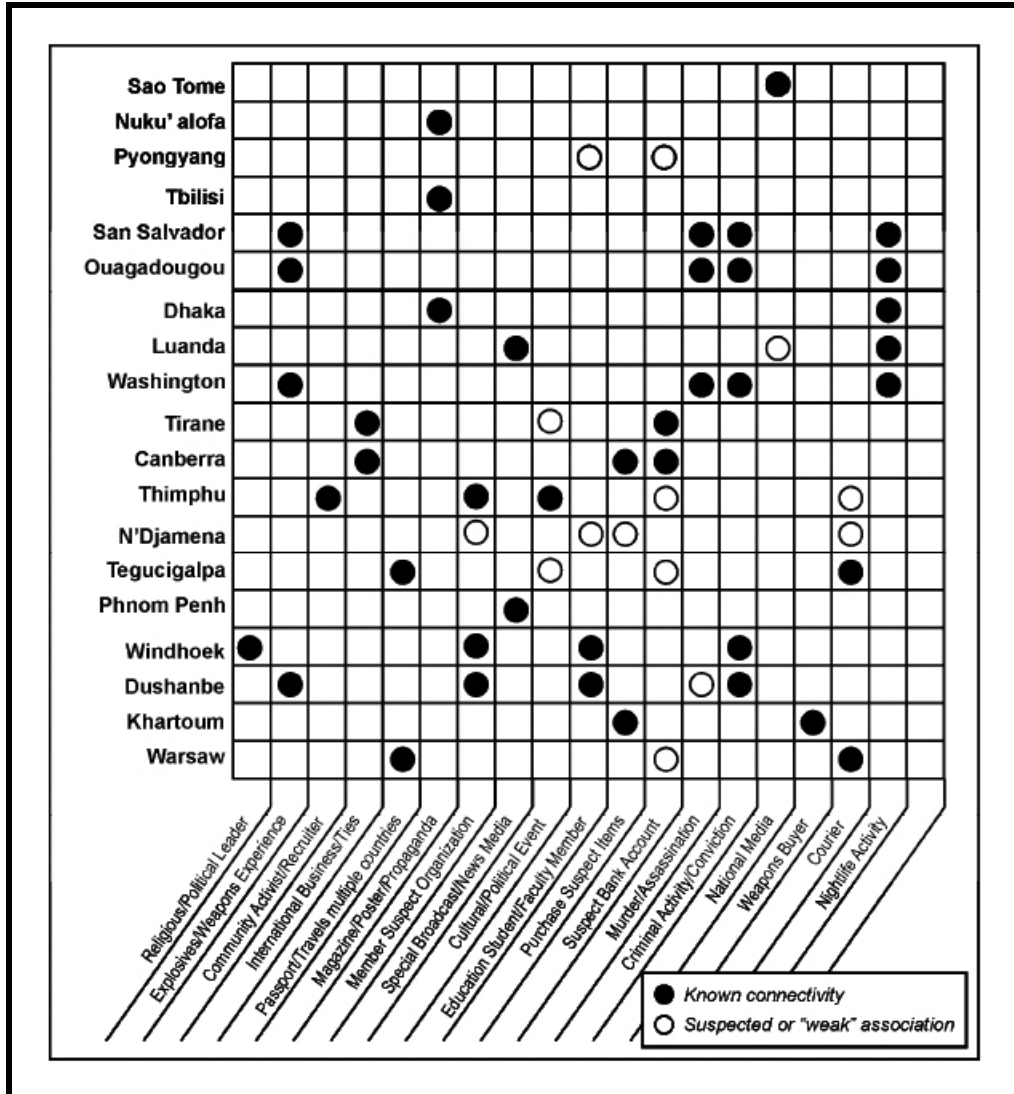 Sao Tome
Nuku' alofa
Pyongyang
Tbilisi
San Salvador
Ouagadougou
Dhaka
Luanda
Washington
Tirane
Canberra
Thimphu
N'Djamena
Tegucigalpa
Phnom Penh
Windhoek
Dushanbe
Khartoum
Warsaw
Religious/Political Leader
Explosives/Weapons Experience
Community Activist/Recruiter
International Business/Ties
Passport/Travels multiple countries
Magazine/Poster/Propaganda
Member Suspect Organization
Special Broadcast/News Media
Cultural/Political Event
Education Student/Faculty Member
Purchase Suspect Items
Suspect Bank Account
Murder/Assassination
Criminal Activity/Conviction
National Media
Weapons Buyer
Courier
Nightlife Activity
Known connectivity
Suspected or "weak" association